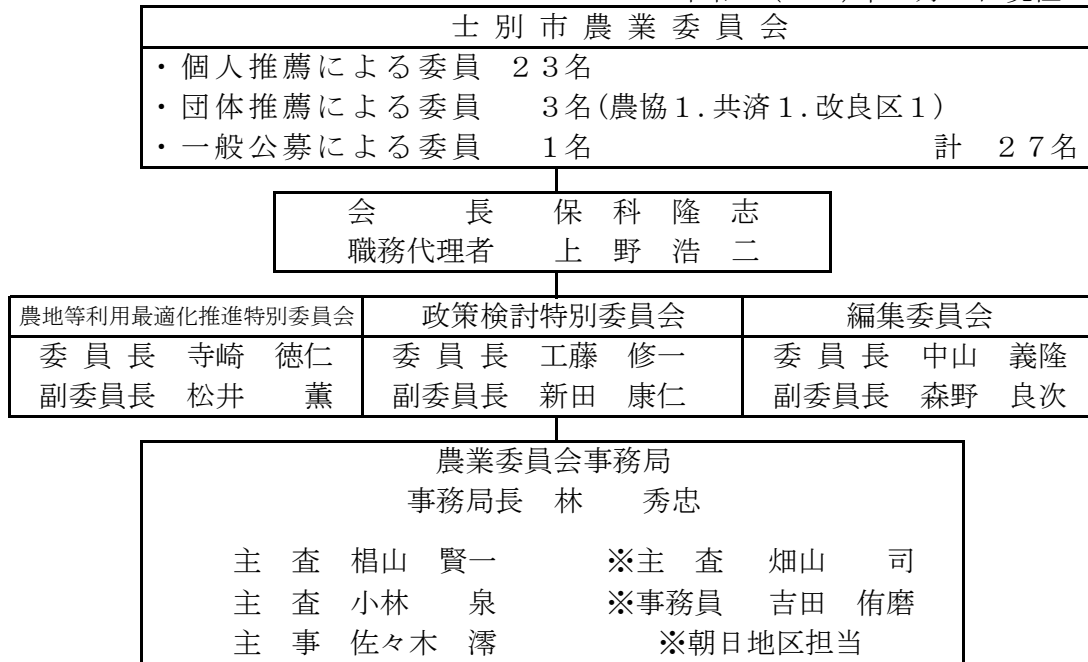 士別市農業委員会
・個人推薦による委員 23名
・団体推薦による委員 3名(農協1.共済1.改良区1)
・一般公募による委員 1名 計 27名
会長 保科隆志
職務代理者 上野浩二
農地等利用最適化推進特別委員会 政策検討特別委員会 編集委員会
委員長 寺崎 徳仁 委員長 工藤 修一 委員長 中山 義隆
副委員長 松井 薫 副委員長 新田 康仁 副委員長 森野 良次
農業委員会事務局
事務局長 林 秀忠
主査 椙山 賢一 ※主査 畑山 司
主査 小林 泉 ※事務員 吉田 侑磨
主事 佐々木 澪 ※朝日地区担当